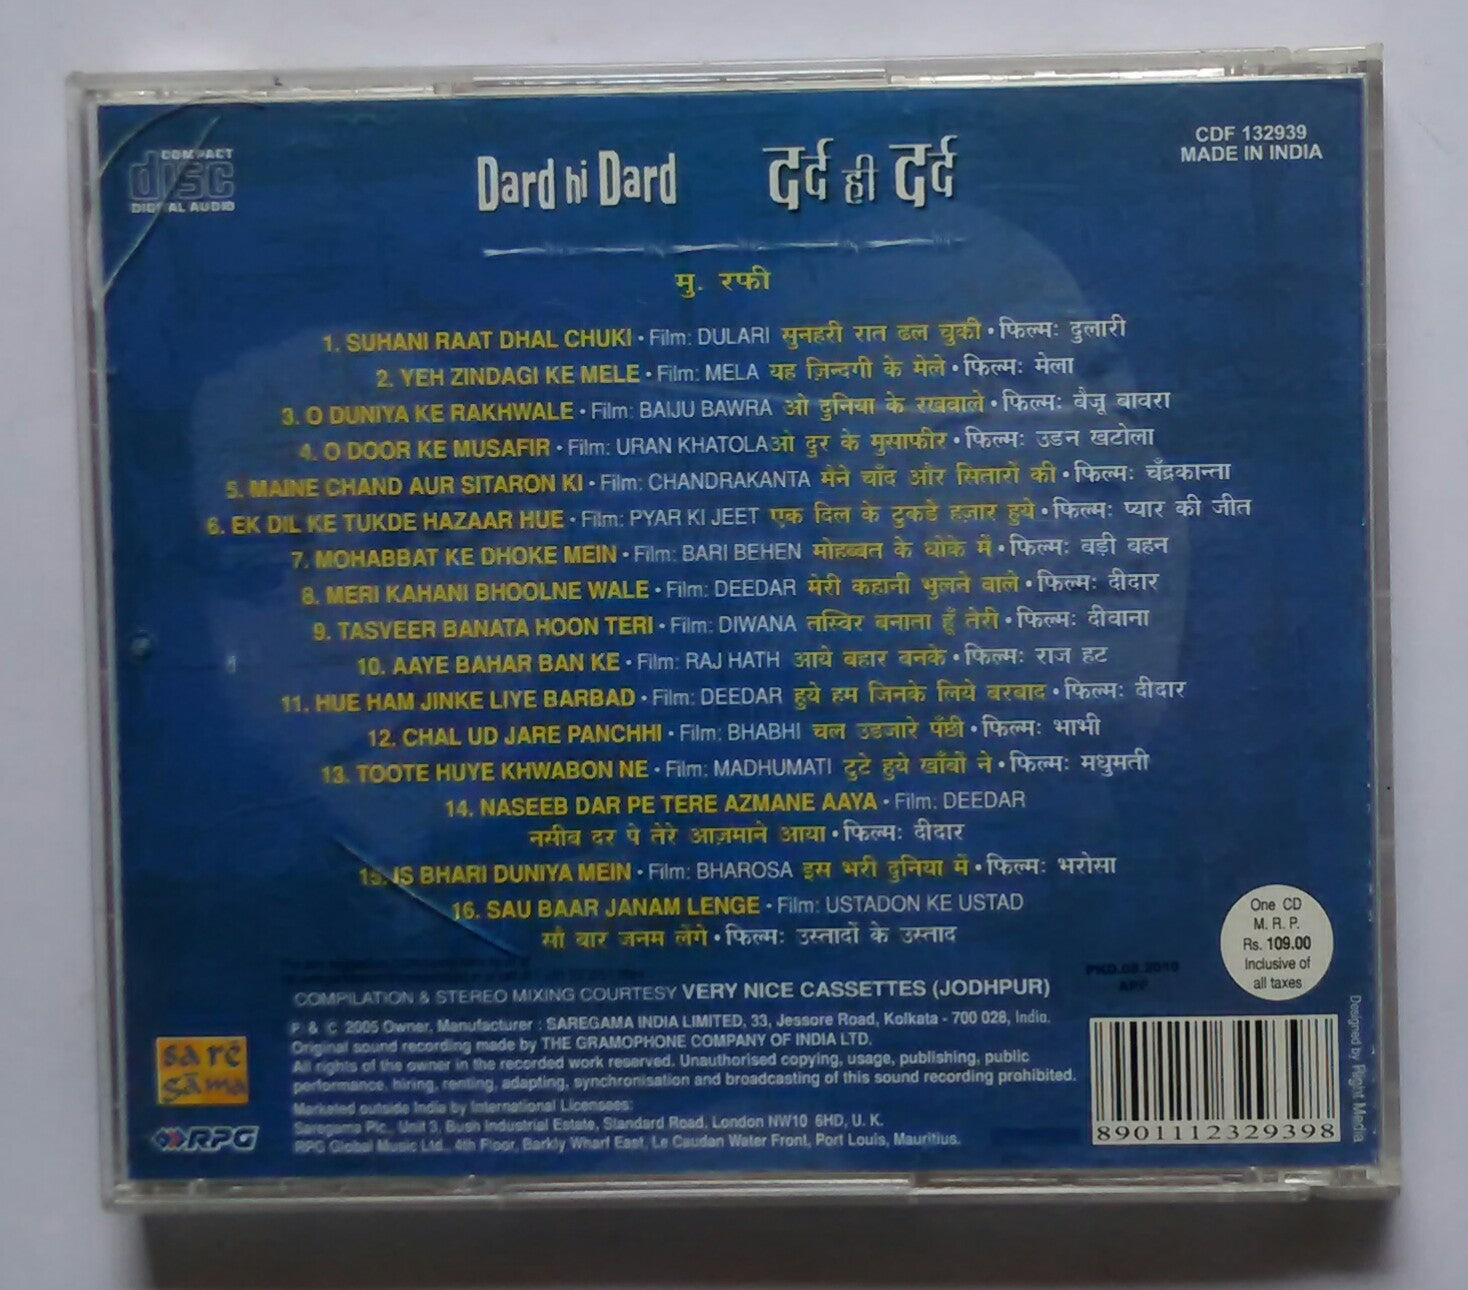 COMPACT
disc
DIGITAL AUDIO
Dard hi Dard दर्द ही दर्द
CDF 132939
MADE IN INDIA
मु. रफी
1. SUHANI RAAT DHAL CHUKI • Film: DULARI सुनहरी रात ढल चुकी • फिल्मः दुलारी
2. YEH ZINDAGI KE MELE • Film: MELA यह ज़िन्दगी के मेले • फिल्मः मेला
3. O DUNIYA KE RAKHWALE • Film: BAIJU BAWRA ओ दुनिया के रखवाले • फिल्मः वैजू बावरा
4. O DOOR KE MUSAFIR • Film: URAN KHATOLA ओ दुर के मुसाफीर • फिल्मः उडन खटोला
5. MAINE CHAND AUR SITARON KI • Film: CHANDRAKANTA मैने चाँद और सितारों की • फिल्मः चँद्रकान्ता
6. EK DIL KE TUKDE HAZAAR HUE • Film: PYAR KI JEET एक दिल के टुकडे हज़ार हुये • फिल्मः प्यार की जीत
7. MOHABBAT KE DHOKE MEIN • Film: BARI BEHEN मोहब्बत के धोके में • फिल्मः बड़ी बहन
8. MERI KAHANI BHOOLNE WALE • Film: DEEDAR मेरी कहानी भुलने वाले • फिल्मः दीदार
9. TASVEER BANATA HOON TERI • Film: DIWANA तस्विर बनाता हूँ तेरी • फिल्मः दीवाना
10. AAYE BAHAR BAN KE • Film: RAJ HATH आये बहार बनके • फिल्मः राज हट
11. HUE HAM JINKE LIYE BARBAD • Film: DEEDAR हुये हम जिनके लिये बरबाद • फिल्मः दीदार
12. CHAL UD JARE PANCHHI • Film: BHABHI चल उडजारे पँछी • फिल्मः भाभी
13. TOOTE HUYE KHWABON NE • Film: MADHUMATI टुटे हुये खाँबों ने • फिल्मः मधुमती
14. NASEEB DAR PE TERE AZMANE AAYA • Film: DEEDAR
नसीब दर पे तेरे आज़माने आया • फिल्मः दीदार
15. IS BHARI DUNIYA MEIN • Film: BHAROSA इस भरी दुनिया में • फिल्मः भरोसा
16. SAU BAAR JANAM LENGE • Film: USTADON KE USTAD
सौ बार जनम लेंगे • फिल्मः उस्तादों के उस्ताद
One CD
M. R. P.
Rs. 109.00
Inclusive of
all taxes
PKD.08.2010
COMPILATION & STEREO MIXING COURTESY VERY NICE CASSETTES (JODHPUR)
P & C 2005 Owner, Manufacturer : SAREGAMA INDIA LIMITED, 33, Jessore Road, Kolkata - 700 028, India.
Original sound recording made by THE GRAMOPHONE COMPANY OF INDIA LTD.
All rights of the owner in the recorded work reserved. Unauthorised copying, usage, publishing, public
performance, hiring, renting, adapting, synchronisation and broadcasting of this sound recording prohibited.
Marketed outside India by International Licensees:
Saregama Plc., Unit 3, Bush Industrial Estate, Standard Road, London NW10 6HD, U. K.
RPG Global Music Ltd., 4th Floor, Barkly Wharf East, Le Caudan Water Front, Port Louis, Mauritius.
sa rē
gāma
RPG
8901112329398
Designed by Right Media